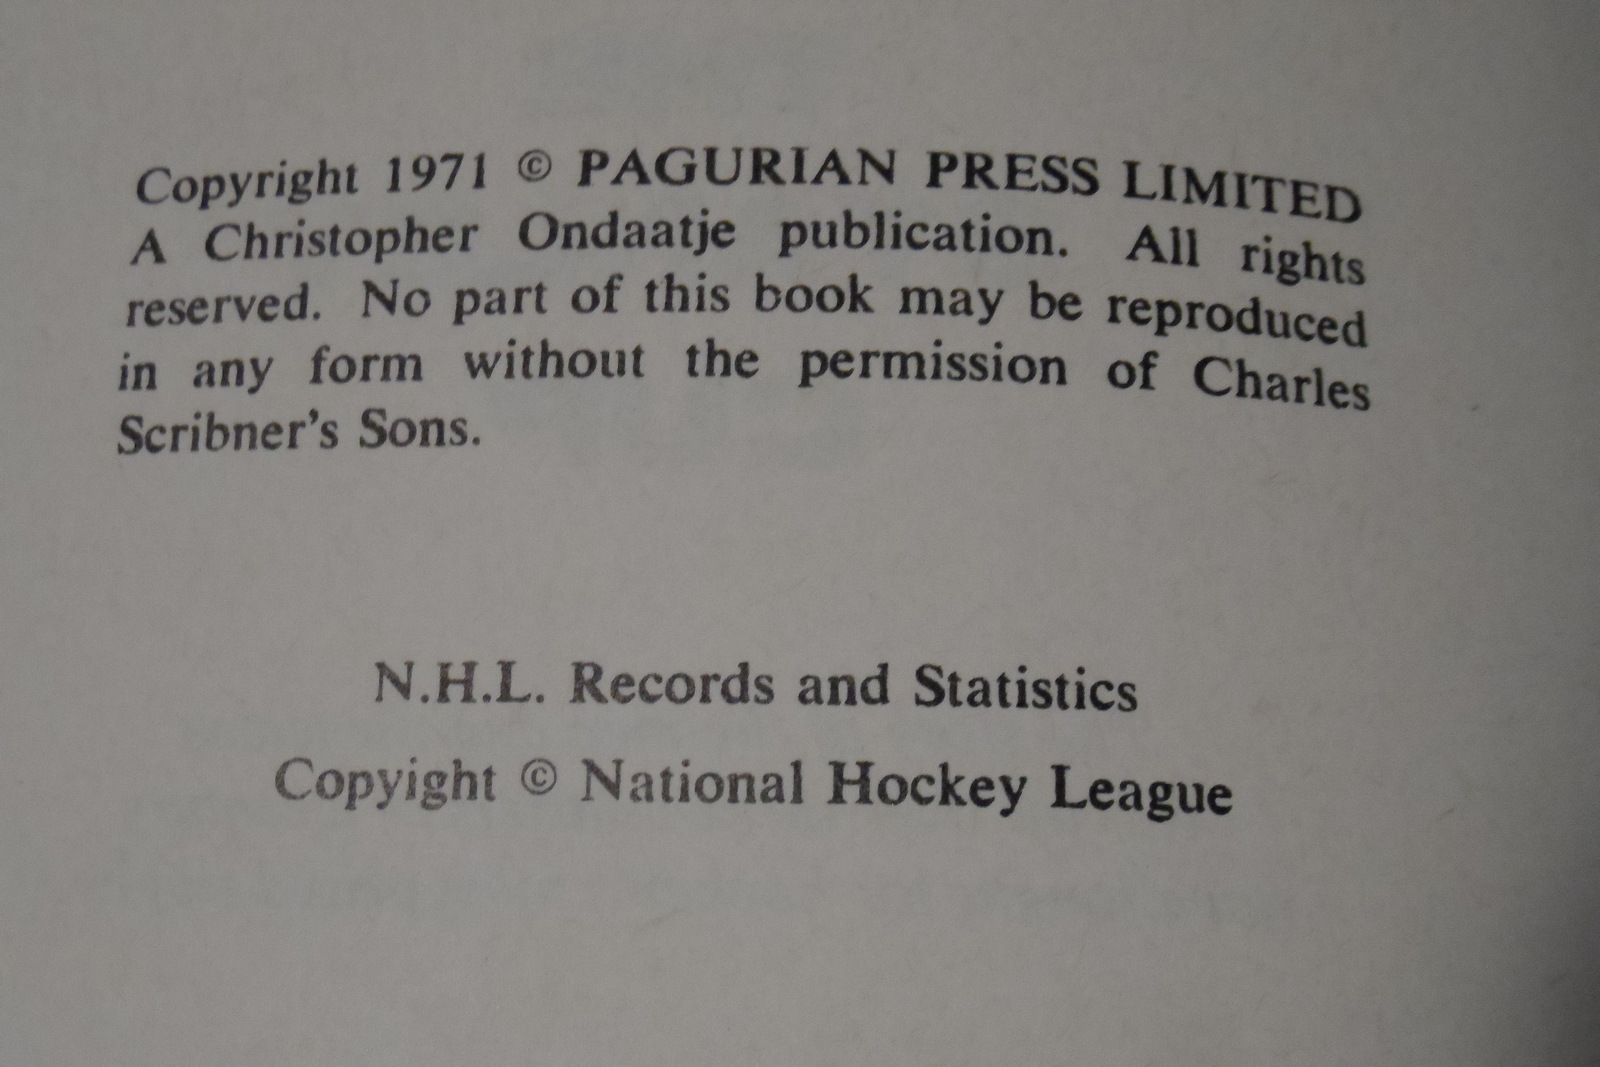 Copyright 1971 © PAGURIAN PRESS LIMITED
A Christopher Ondaatje publication. All rights
reserved. No part of this book may be reproduced
in any form without the permission of Charles
Scribner's Sons.
N.H.L. Records and Statistics
Copyight © National Hockey League